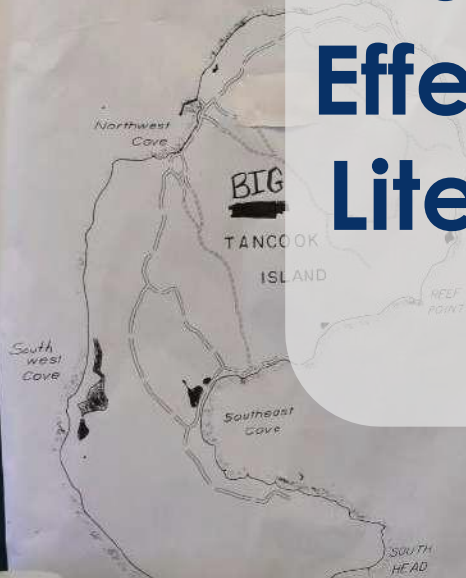 Effe
Lite
Northwest
Cove
BIG
TANCOOK
ISLAND
REEF
POINT
South
west
Cove
Southeast
Cove
SOUTH
HEAD